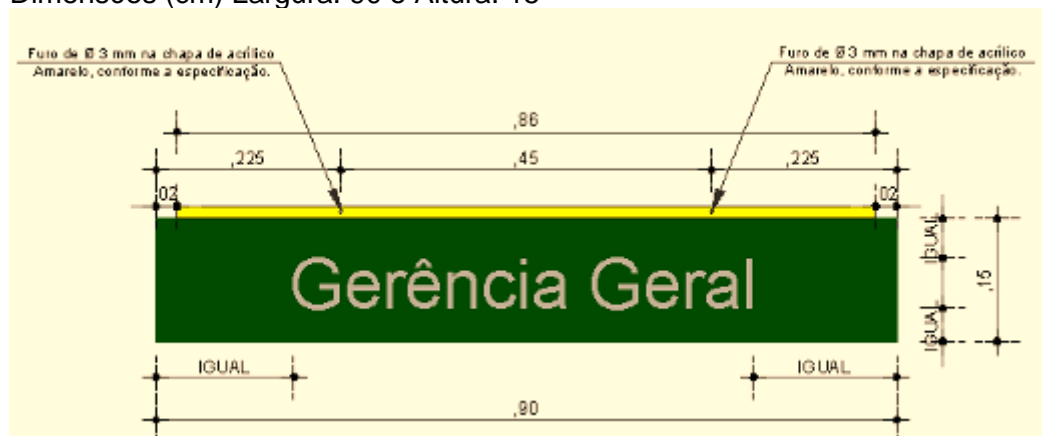 Dimensões (cm) Largura: 90 e Altura: 15
Furo de Ø 3 mm na chapa de acrílico
Amarelo, conforme a especificação.
Furo de Ø 3 mm na chapa de acrílico
Amarelo, conforme a especificação.
,86
,225
,45
,225
02
02
Gerência Geral
IGUAL
IGUAL
,15
IGUAL
IGUAL
,90